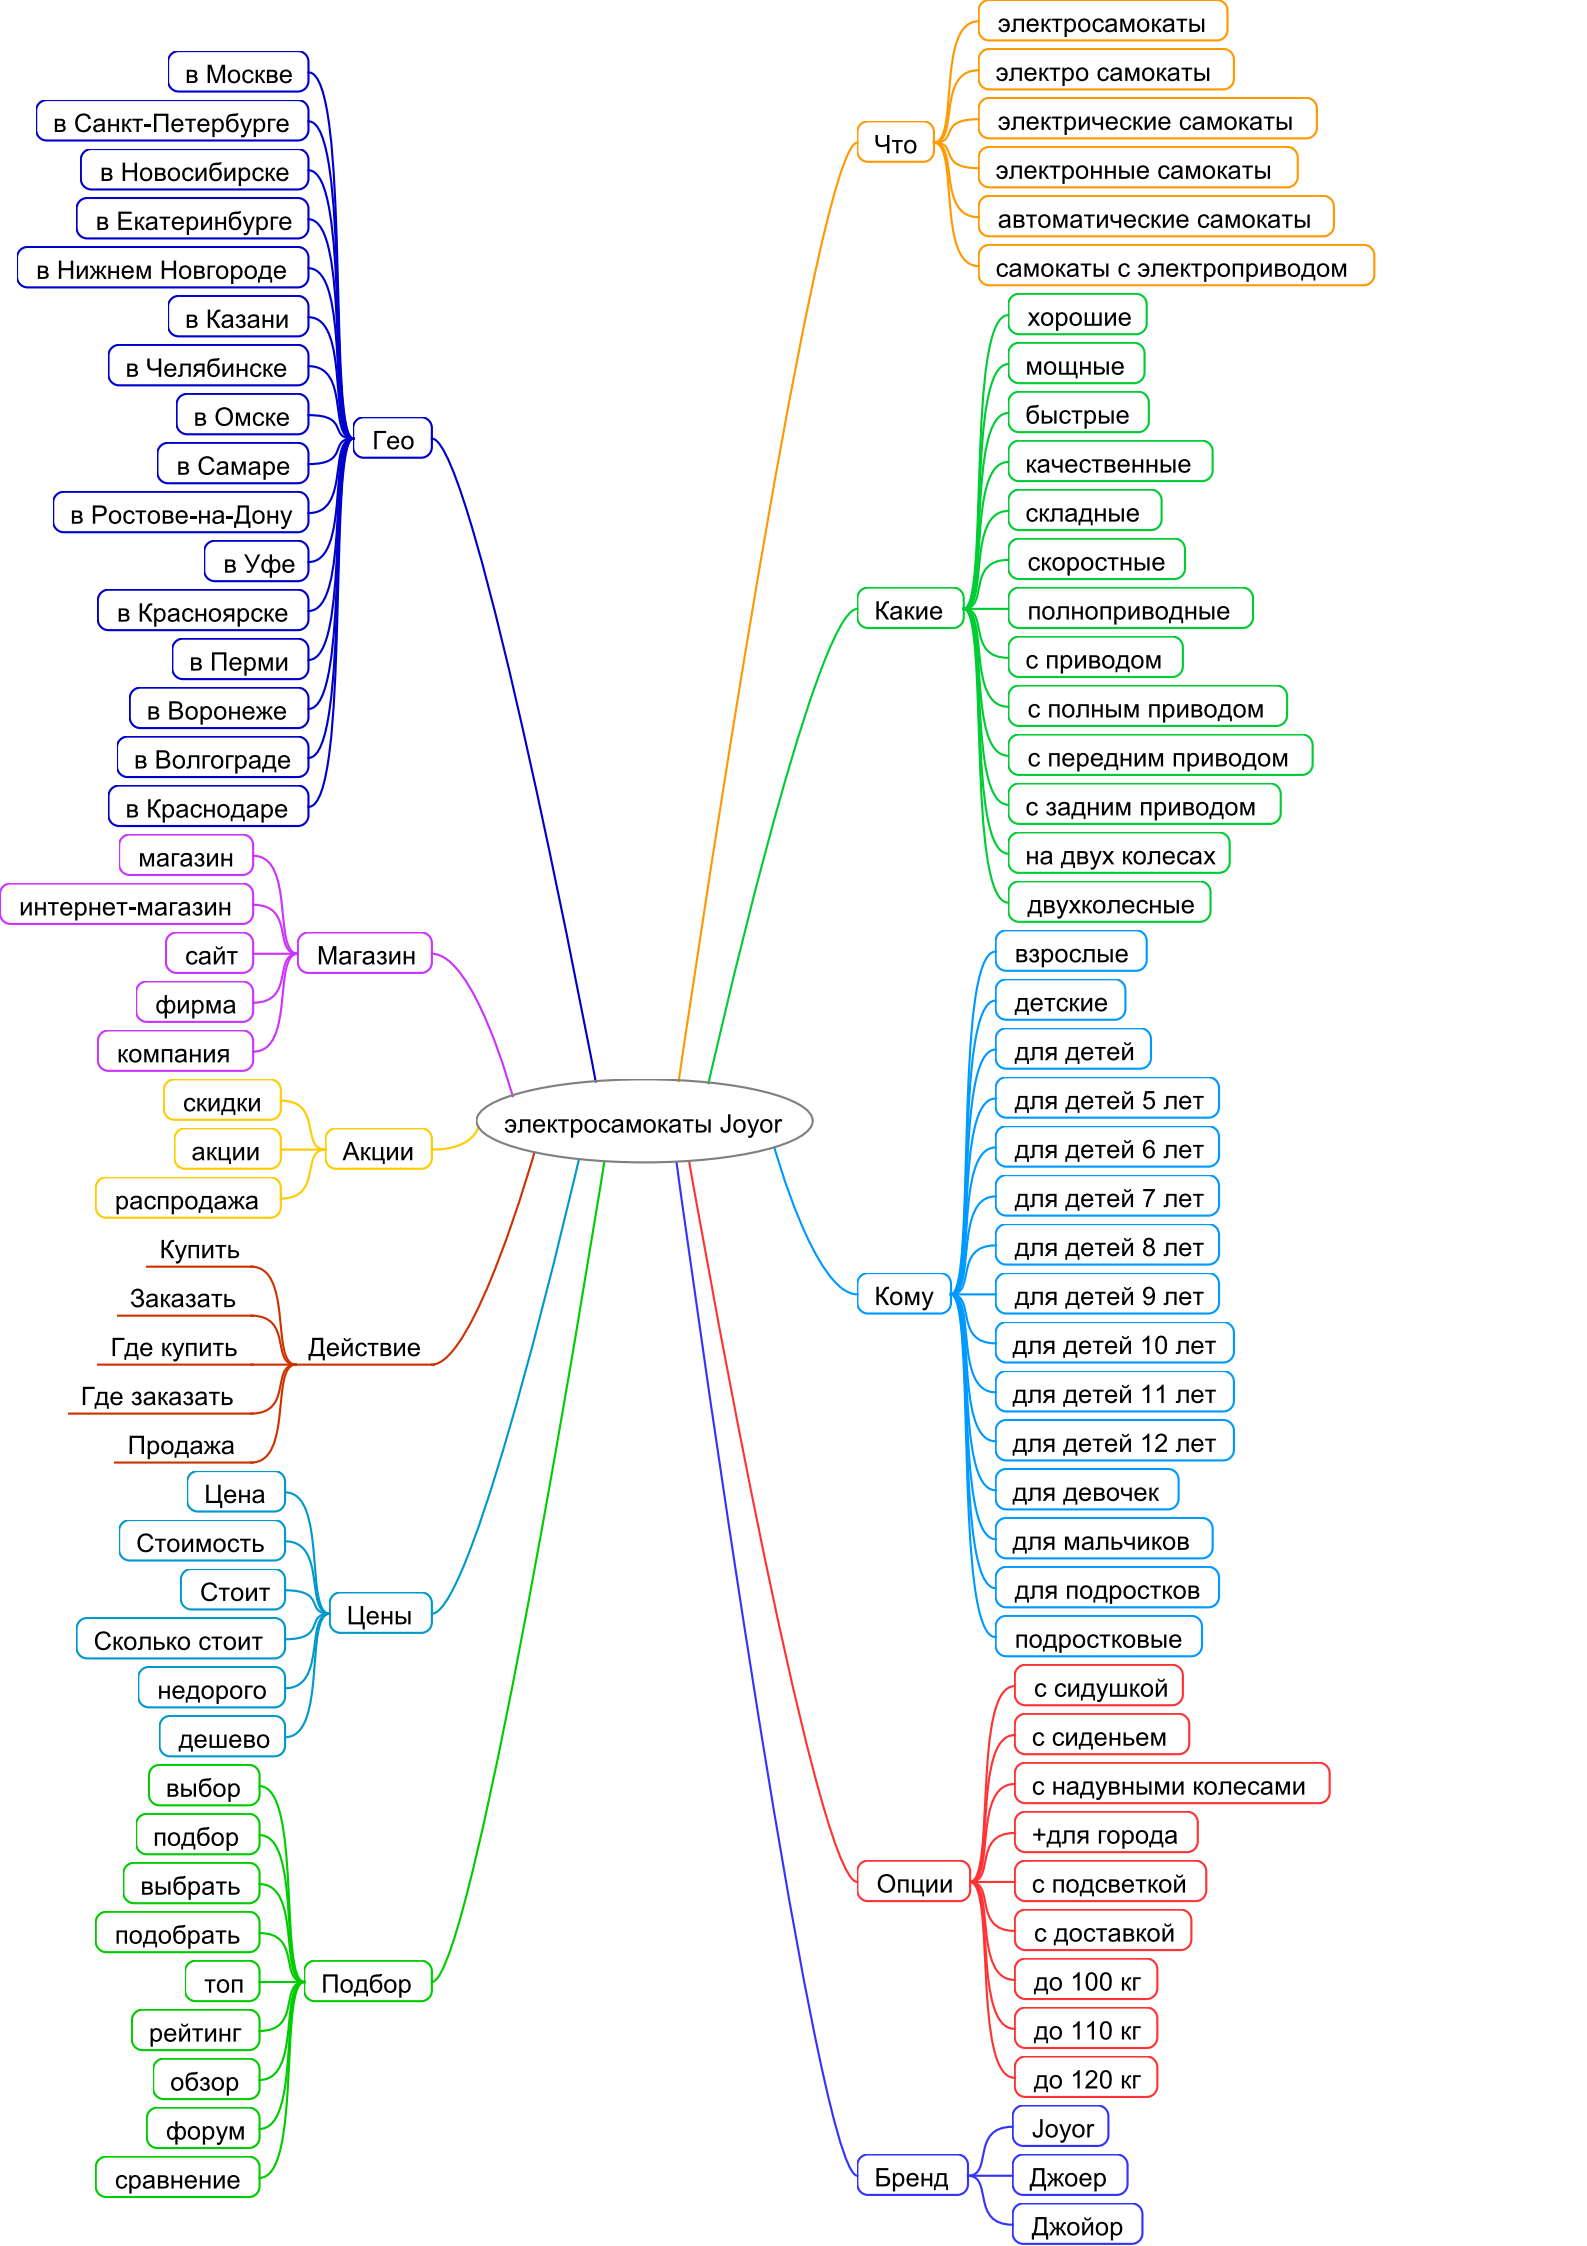 электросамокаты Joyor
Что
электросамокаты
электро самокаты
электрические самокаты
электронные самокаты
автоматические самокаты
самокаты с электроприводом
Какие
хорошие
мощные
быстрые
качественные
складные
скоростные
полноприводные
с приводом
с полным приводом
с передним приводом
с задним приводом
на двух колесах
двухколесные
Кому
взрослые
детские
для детей
для детей 5 лет
для детей 6 лет
для детей 7 лет
для детей 8 лет
для детей 9 лет
для детей 10 лет
для детей 11 лет
для детей 12 лет
для девочек
для мальчиков
для подростков
подростковые
Опции
с сидушкой
с сиденьем
с надувными колесами
+для города
с подсветкой
с доставкой
до 100 кг
до 110 кг
до 120 кг
Бренд
Joyor
Джоер
Джойор
Гео
в Москве
в Санкт-Петербурге
в Новосибирске
в Екатеринбурге
в Нижнем Новгороде
в Казани
в Челябинске
в Омске
в Самаре
в Ростове-на-Дону
в Уфе
в Красноярске
в Перми
в Воронеже
в Волгограде
в Краснодаре
Магазин
магазин
интернет-магазин
сайт
фирма
компания
Акции
скидки
акции
распродажа
Действие
Купить
Заказать
Где купить
Где заказать
Продажа
Цены
Цена
Стоимость
Стоит
Сколько стоит
недорого
дешево
Подбор
выбор
подбор
выбрать
подобрать
топ
рейтинг
обзор
форум
сравнение